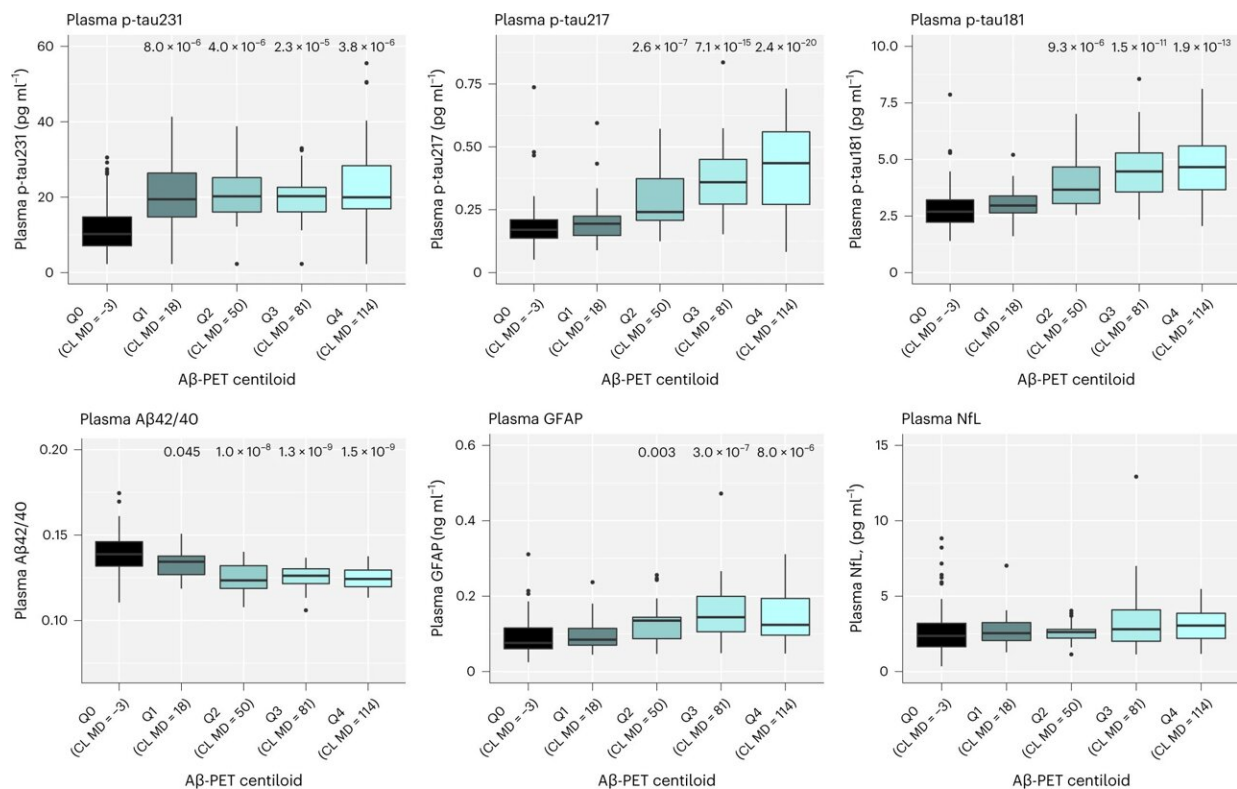 Plasma p-tau231
Plasma p-tau231 (pg ml⁻¹)
60
40
20
0
8.0 × 10⁻⁶ 4.0 × 10⁻⁶ 2.3 × 10⁻⁵ 3.8 × 10⁻⁶
Q0
(CL MD = −3)
Q1
(CL MD = 18)
Q2
(CL MD = 50)
Q3
(CL MD = 81)
Q4
(CL MD = 114)
Aβ-PET centiloid
Plasma p-tau217
Plasma p-tau217 (pg ml⁻¹)
0.75
0.50
0.25
0
2.6 × 10⁻⁷ 7.1 × 10⁻¹⁵ 2.4 × 10⁻²⁰
Q0
(CL MD = −3)
Q1
(CL MD = 18)
Q2
(CL MD = 50)
Q3
(CL MD = 81)
Q4
(CL MD = 114)
Aβ-PET centiloid
Plasma p-tau181
Plasma p-tau181 (pg ml⁻¹)
10.0
7.5
5.0
2.5
0
9.3 × 10⁻⁶ 1.5 × 10⁻¹¹ 1.9 × 10⁻¹³
Q0
(CL MD = −3)
Q1
(CL MD = 18)
Q2
(CL MD = 50)
Q3
(CL MD = 81)
Q4
(CL MD = 114)
Aβ-PET centiloid
Plasma Aβ42/40
Plasma Aβ42/40
0.20
0.15
0.10
0.045 1.0 × 10⁻⁸ 1.3 × 10⁻⁹ 1.5 × 10⁻⁹
Q0
(CL MD = −3)
Q1
(CL MD = 18)
Q2
(CL MD = 50)
Q3
(CL MD = 81)
Q4
(CL MD = 114)
Aβ-PET centiloid
Plasma GFAP
Plasma GFAP (ng ml⁻¹)
0.6
0.4
0.2
0
0.003 3.0 × 10⁻⁷ 8.0 × 10⁻⁶
Q0
(CL MD = −3)
Q1
(CL MD = 18)
Q2
(CL MD = 50)
Q3
(CL MD = 81)
Q4
(CL MD = 114)
Aβ-PET centiloid
Plasma NfL
Plasma NfL, (pg ml⁻¹)
15
10
5
0
Q0
(CL MD = −3)
Q1
(CL MD = 18)
Q2
(CL MD = 50)
Q3
(CL MD = 81)
Q4
(CL MD = 114)
Aβ-PET centiloid